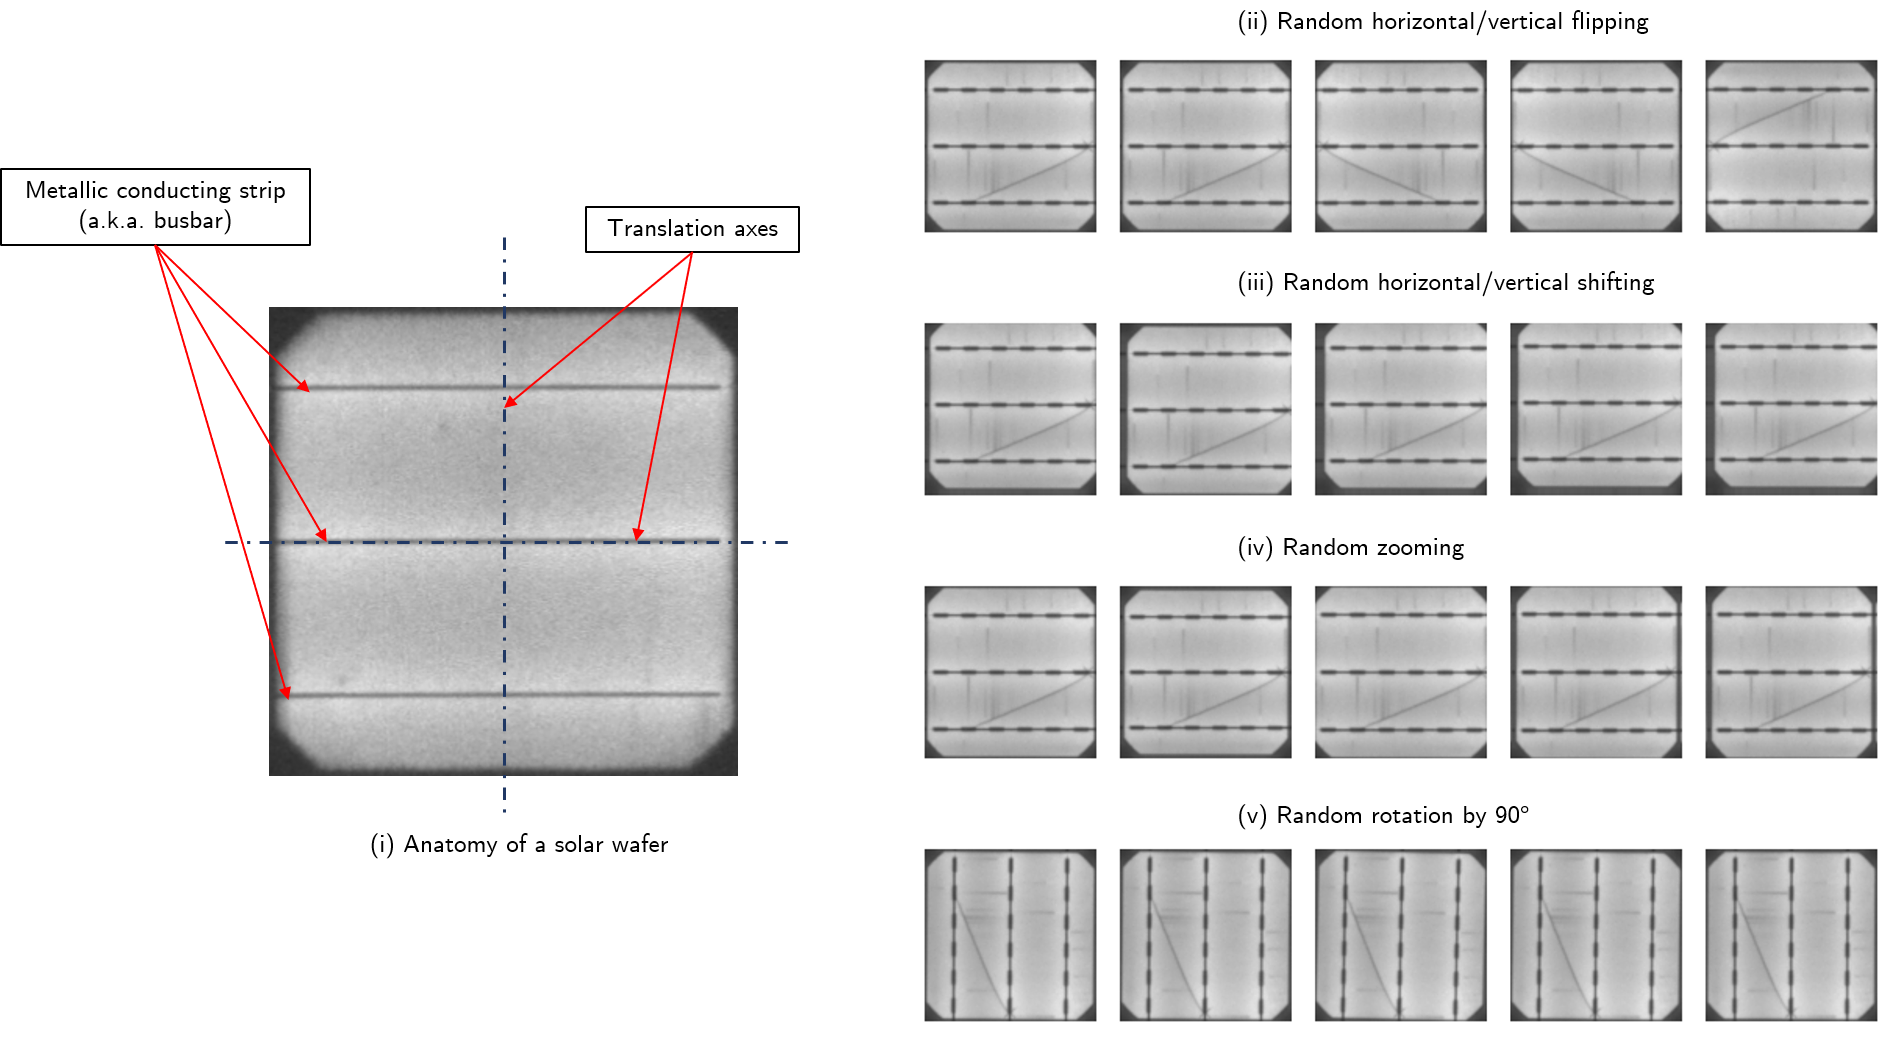 Metallic conducting strip
(a.k.a. busbar)
Translation axes
(i) Anatomy of a solar wafer
(ii) Random horizontal/vertical flipping
(iii) Random horizontal/vertical shifting
(iv) Random zooming
(v) Random rotation by 90°